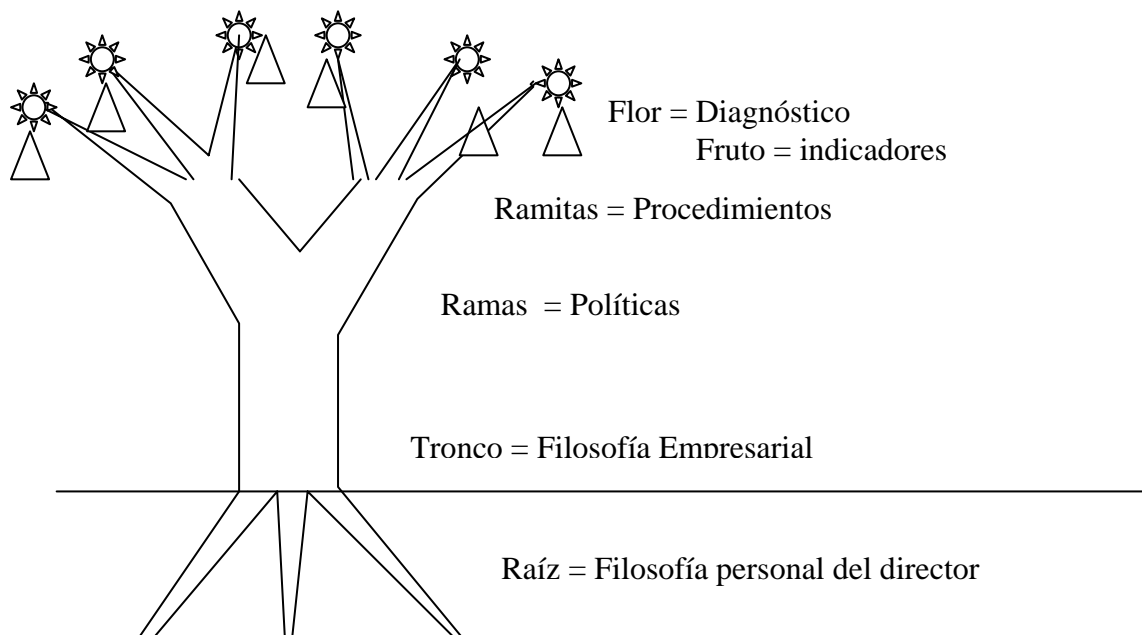 Flor = Diagnóstico
Fruto = indicadores
Ramitas = Procedimientos
Ramas = Políticas
Tronco = Filosofía Empresarial
Raíz = Filosofía personal del director